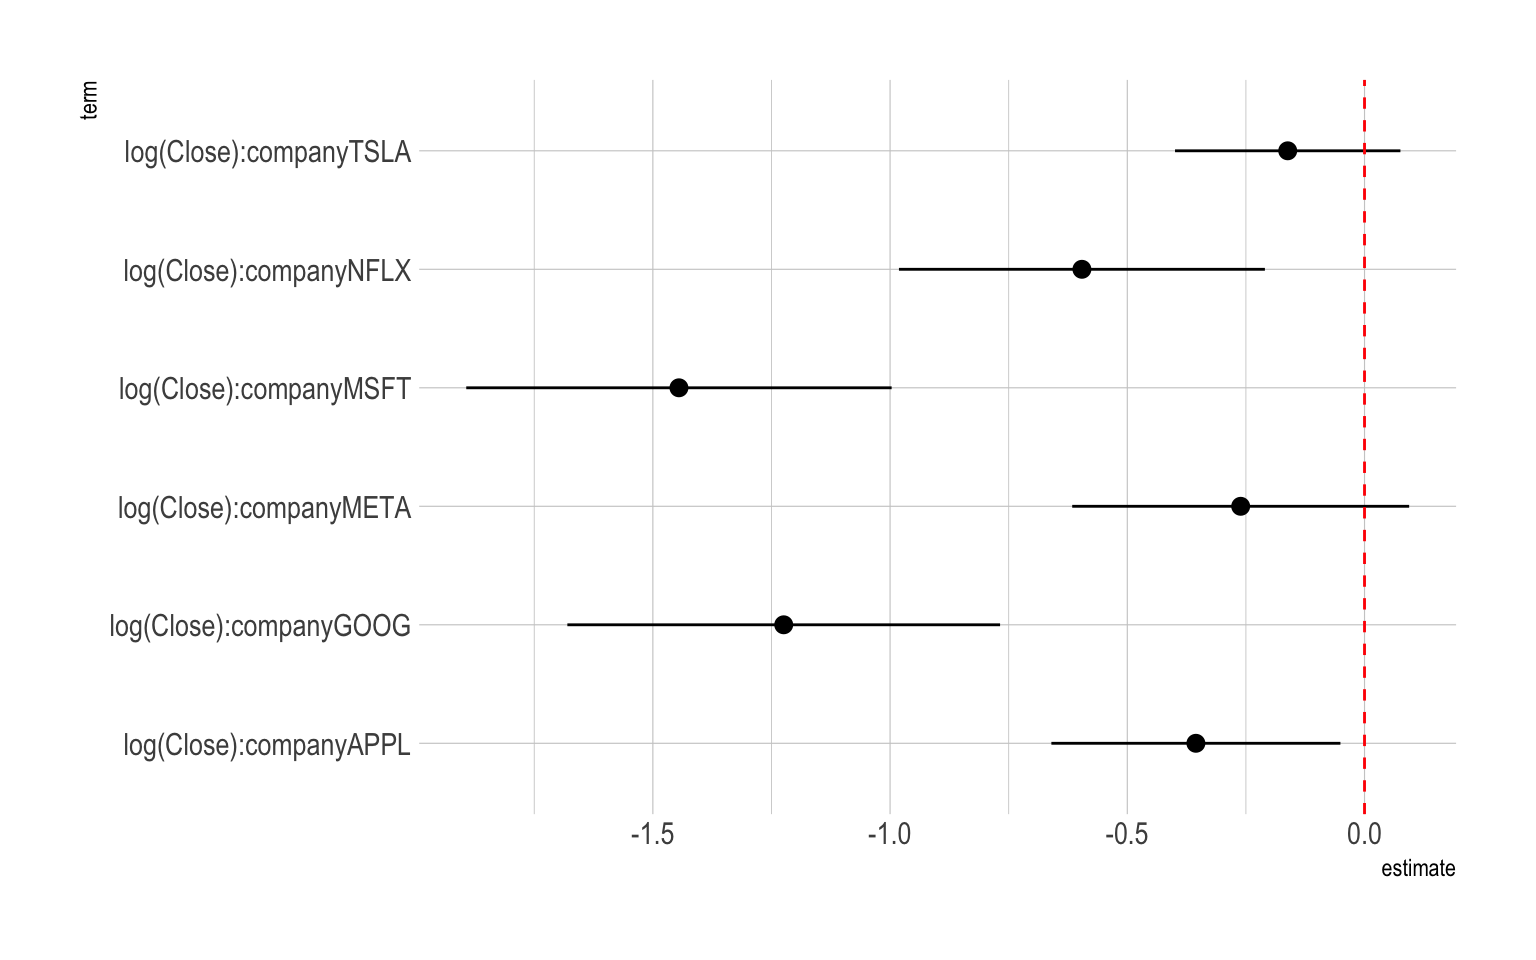 term
log(Close):companyTSLA
log(Close):companyNFLX
log(Close):companyMSFT
log(Close):companyMETA
log(Close):companyGOOG
log(Close):companyAPPL
-1.5 -1.0 -0.5 0.0
estimate